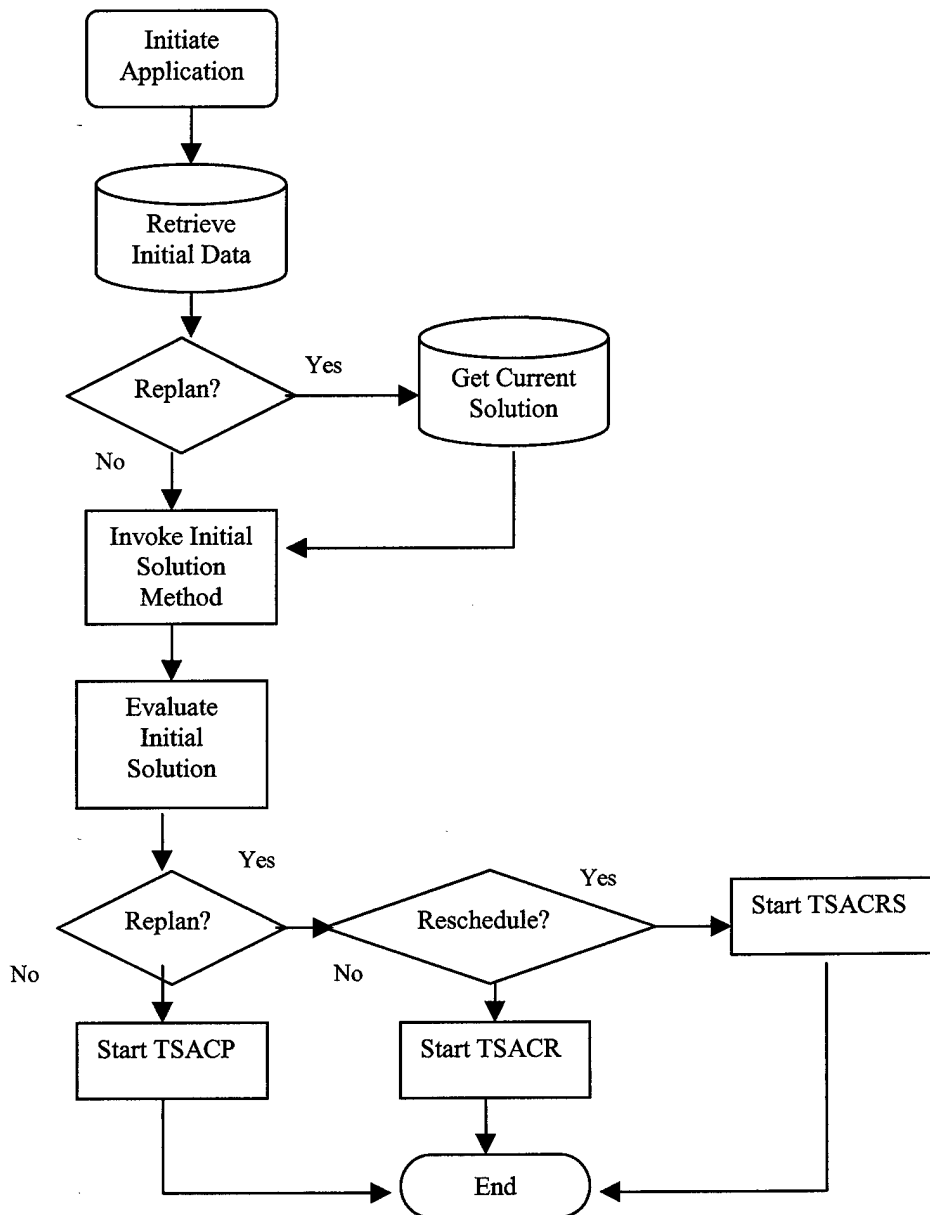 Initiate
Application
Retrieve
Initial Data
Replan?
Yes
Get Current
Solution
No
Invoke Initial
Solution
Method
Evaluate
Initial
Solution
Replan?
Yes
Reschedule?
Yes
Start TSACRS
No
No
Start TSACP
Start TSACR
End